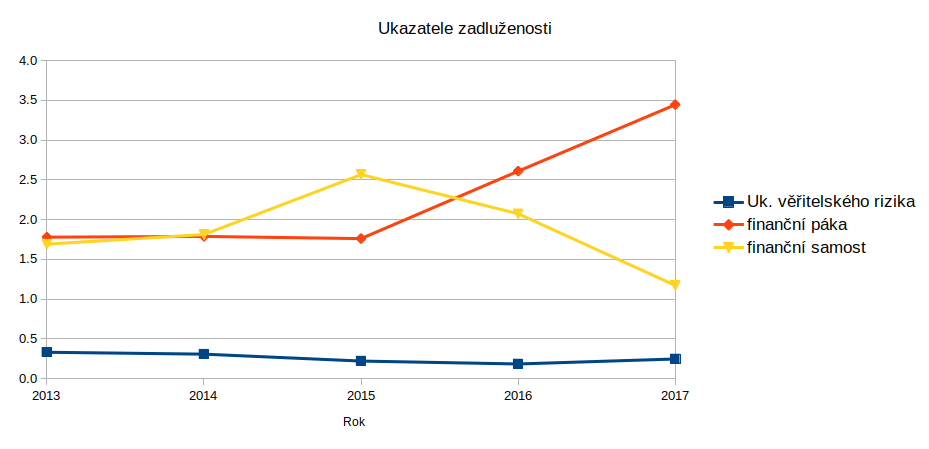 Ukazatele zadluženosti
4.0
3.5
3.0
2.5
2.0
1.5
1.0
0.5
0.0
2013 2014 2015 2016 2017
Rok
Uk. věřitelského rizika
finanční páka
finanční samost